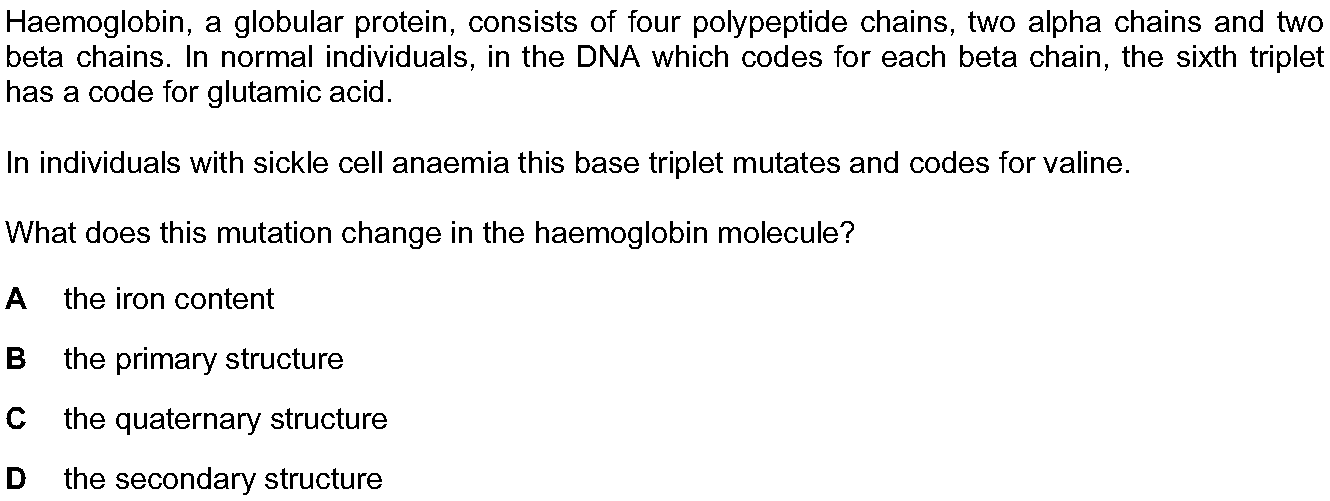 Haemoglobin, a globular protein, consists of four polypeptide chains, two alpha chains and two
beta chains. In normal individuals, in the DNA which codes for each beta chain, the sixth triplet
has a code for glutamic acid.
In individuals with sickle cell anaemia this base triplet mutates and codes for valine.
What does this mutation change in the haemoglobin molecule?
A the iron content
B the primary structure
C the quaternary structure
D the secondary structure